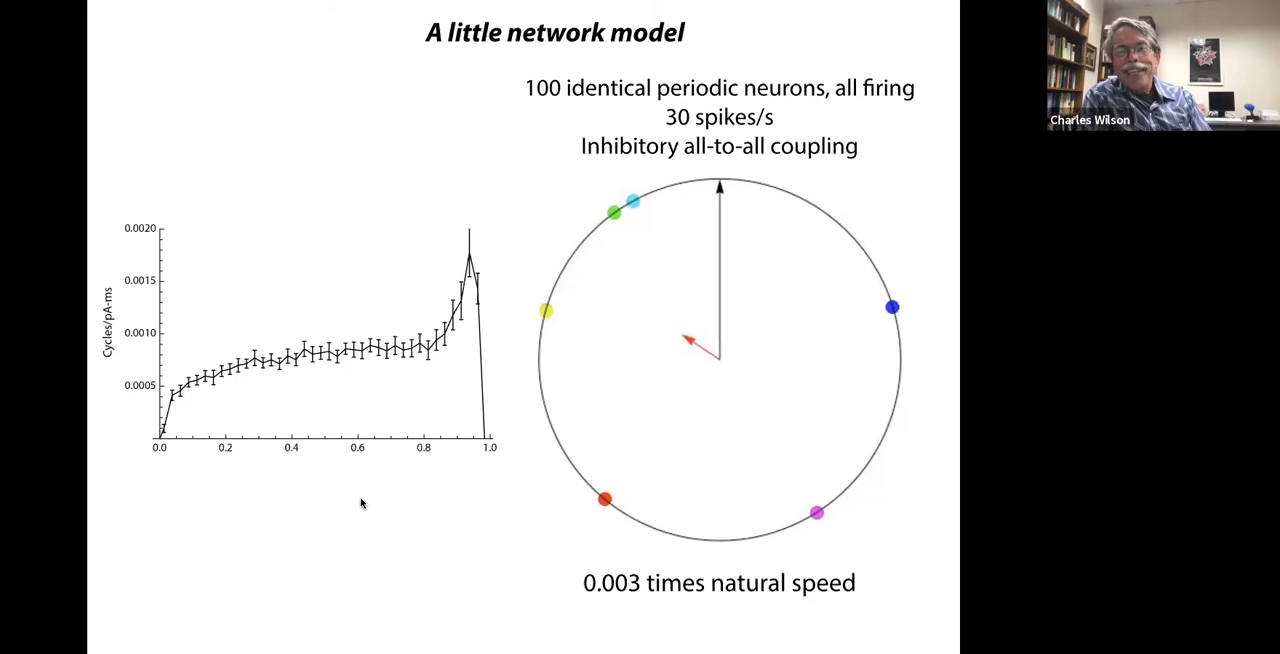 A little network model
100 identical periodic neurons, all firing
30 spikes/s
Inhibitory all-to-all coupling
Charles Wilson
Cycles/pA-ms
0.0020
0.0015
0.0010
0.0005
0.0 0.2 0.4 0.6 0.8 1.0
0.003 times natural speed